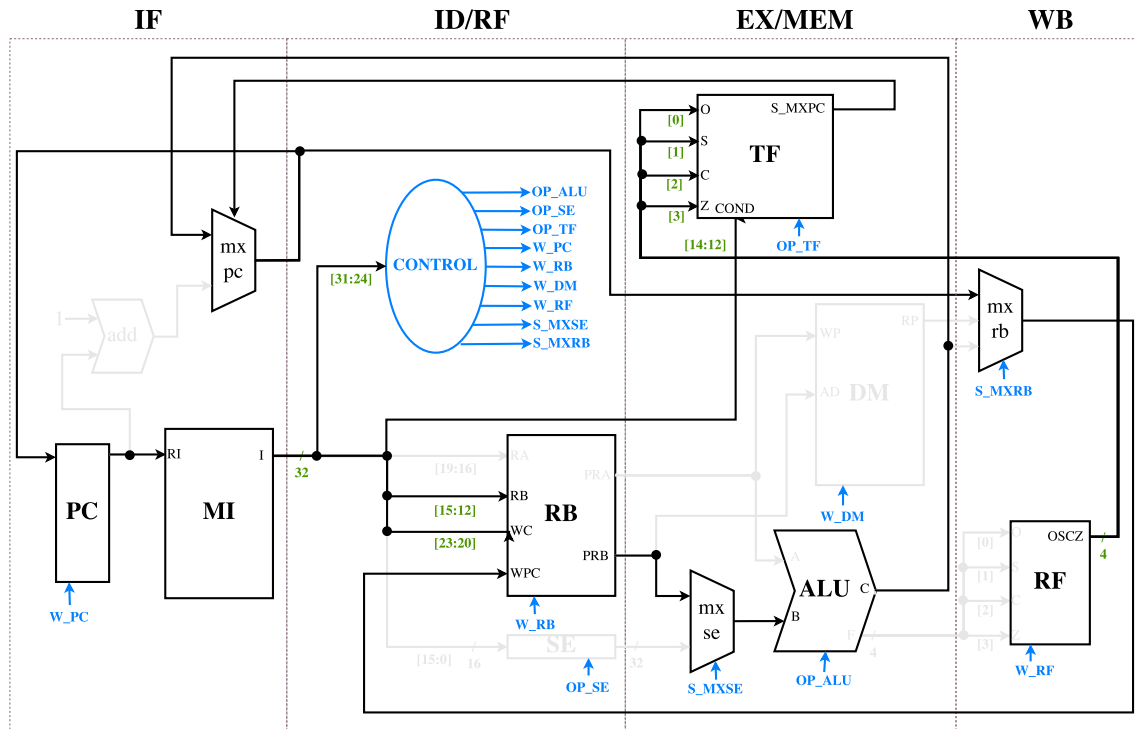 IF
ID/RF
EX/MEM
WB
O
S_MXPC
[0]
S
[1]
TF
C
[2]
Z
COND
[3]
[14:12]
OP_TF
mx
pc
CONTROL
[31:24]
OP_ALU
OP_SE
OP_TF
W_PC
W_RB
W_DM
W_RF
S_MXSE
S_MXRB
1
add
WP
RP
AD
DM
W_DM
mx
rb
S_MXRB
PC
W_PC
RI
I
MI
32
RA
[19:16]
PRA
RB
[15:12]
RB
WC
[23:20]
PRB
WPC
W_RB
SE
[15:0]
16
32
OP_SE
mx
se
S_MXSE
A
ALU
C
B
F
4
OP_ALU
O
OSCZ
[0]
4
S
[1]
RF
C
[2]
Z
[3]
W_RF